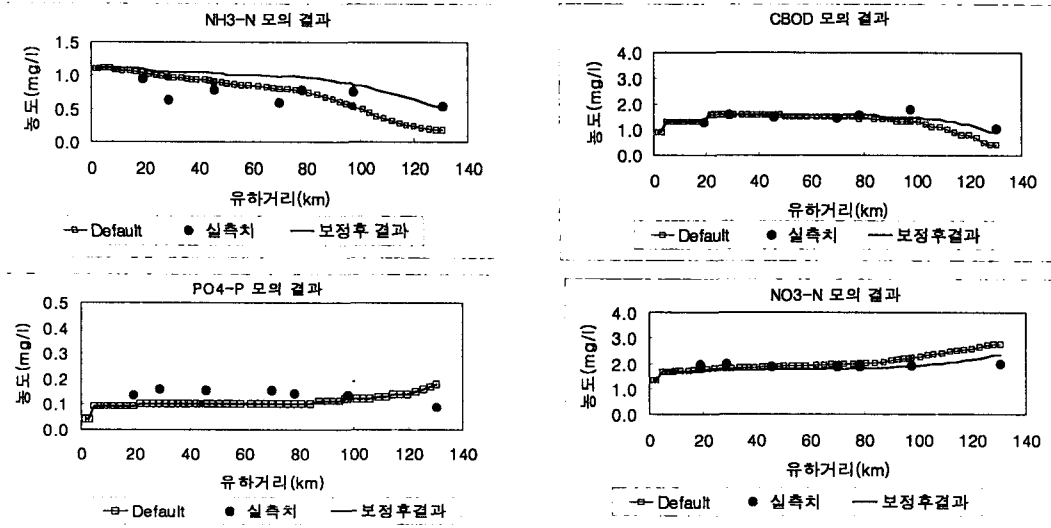 NH3-N 모의 결과
농도(mg/l)
1.5
1.0
0.5
0.0
0 20 40 60 80 100 120 140
유하거리(km)
Default 실측치 보정후 결과
CBOD 모의 결과
농도(mg/l)
4.0
3.0
2.0
1.0
0.0
0 20 40 60 80 100 120 140
유하거리(km)
Default 실측치 보정후결과
PO4-P 모의 결과
농도(mg/l)
0.5
0.4
0.3
0.2
0.1
0.0
0 20 40 60 80 100 120 140
유하거리(km)
Default 실측치 보정후결과
NO3-N 모의 결과
농도(mg/l)
4.0
3.0
2.0
1.0
0.0
0 20 40 60 80 100 120 140
유하거리(km)
Default 실측치 보정후결과